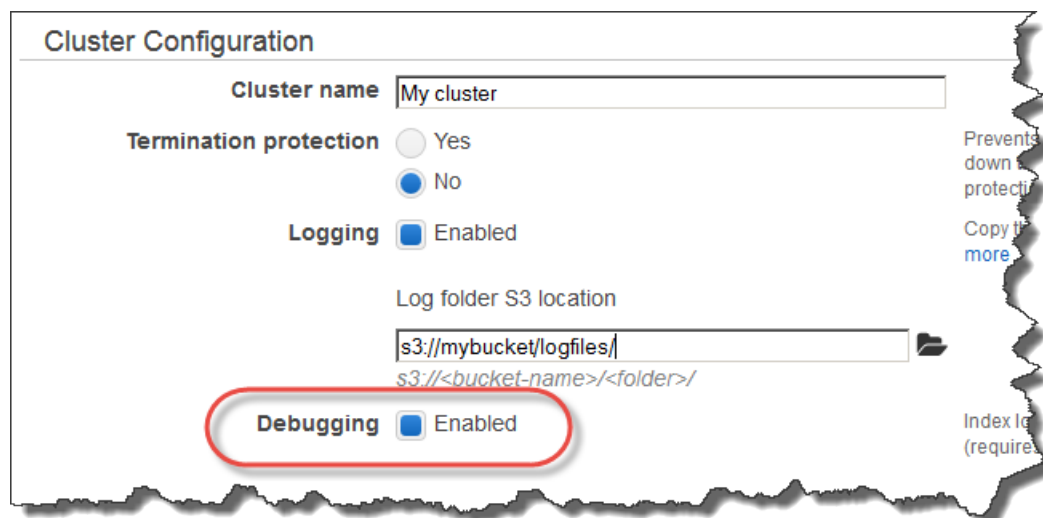 Cluster Configuration
Cluster name My cluster
Termination protection Yes
No
Prevents
down
Logging Enabled
Copy
more
Log folder S3 location
s3://mybucket/logfiles/
s3://<bucket-name>/<folder>/
Debugging Enabled
Index